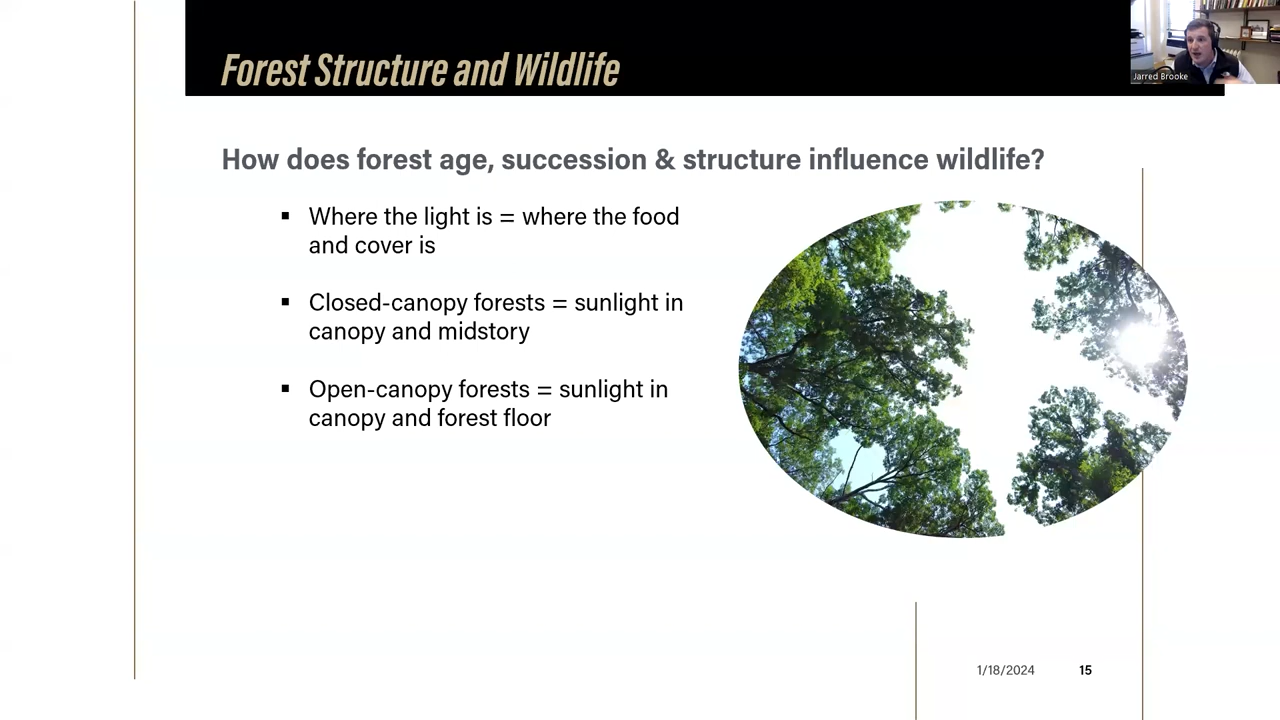 Forest Structure and Wildlife
Jarred Brooke
How does forest age, succession & structure influence wildlife?
▪ Where the light is = where the food
and cover is
▪ Closed-canopy forests = sunlight in
canopy and midstory
▪ Open-canopy forests = sunlight in
canopy and forest floor
1/18/2024
15